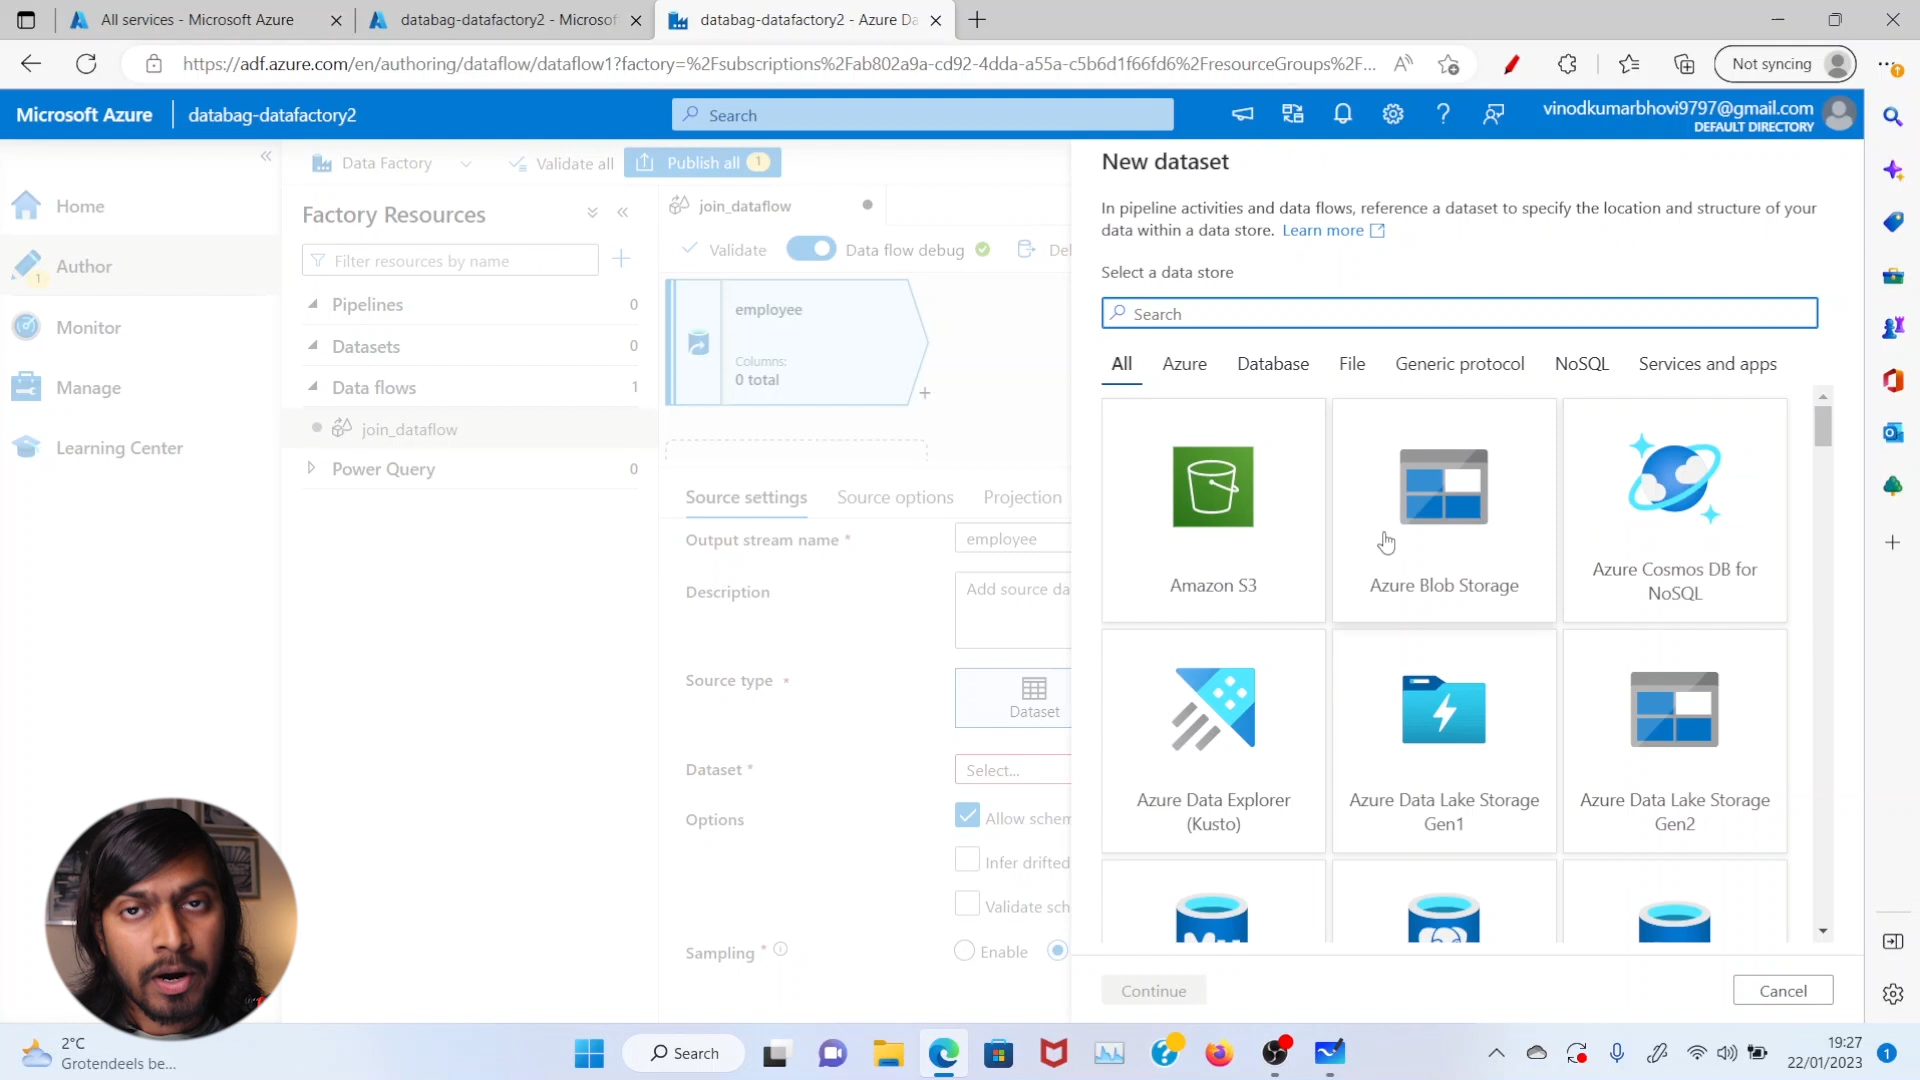 All services - Microsoft Azure
databag-datafactory2 - Microsof
databag-datafactory2 - Azure Da
https://adf.azure.com/en/authoring/dataflow/dataflow1?factory=%2Fsubscriptions%2Fab802a9a-cd92-4dda-a55a-c5b6d1f66fd6%2FresourceGroups%2F...
Not syncing
Microsoft Azure
databag-datafactory2
Search
vinodkumarbhovi9797@gmail.com
DEFAULT DIRECTORY
Home
Author
1
Monitor
Manage
Learning Center
Data Factory
Validate all
Publish all 1
Factory Resources
Filter resources by name
Pipelines 0
Datasets 0
Data flows 1
join_dataflow
Power Query 0
join_dataflow
Validate
Data flow debug
Del
employee
Columns:
0 total
Source settings
Source options
Projection
Output stream name *
employee
Description
Add source da
Source type *
Dataset
Dataset *
Select...
Options
Allow schem
Infer drifted
Validate sch
Sampling *
Enable
New dataset
In pipeline activities and data flows, reference a dataset to specify the location and structure of your
data within a data store. Learn more
Select a data store
Search
All Azure Database File Generic protocol NoSQL Services and apps
Amazon S3
Azure Blob Storage
Azure Cosmos DB for
NoSQL
Azure Data Explorer
(Kusto)
Azure Data Lake Storage
Gen1
Azure Data Lake Storage
Gen2
My
Continue
Cancel
2°C
Grotendeels be...
Search
19:27
22/01/2023
1